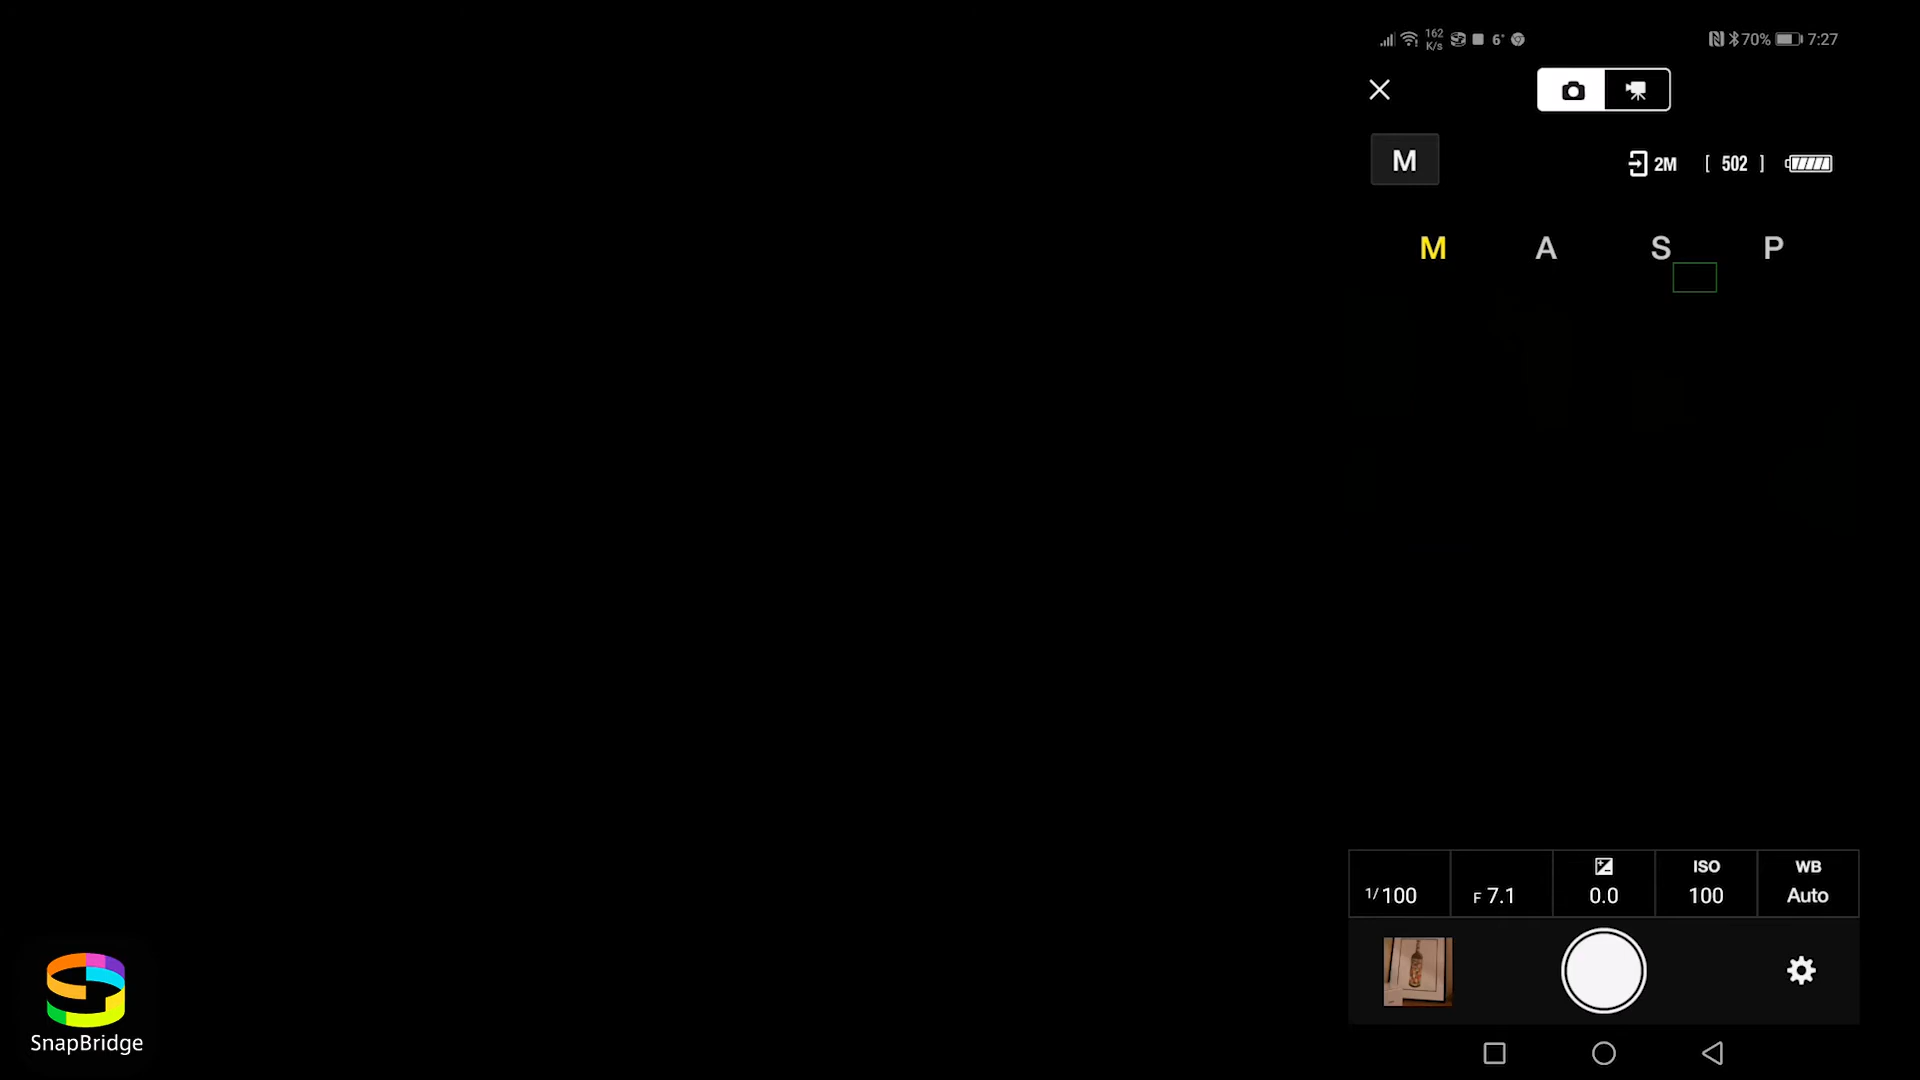 162
K/s
6°
70% 7:27
M
2M [ 502 ]
M A S P
ISO WB
1/100 F 7.1 0.0 100 Auto
SnapBridge